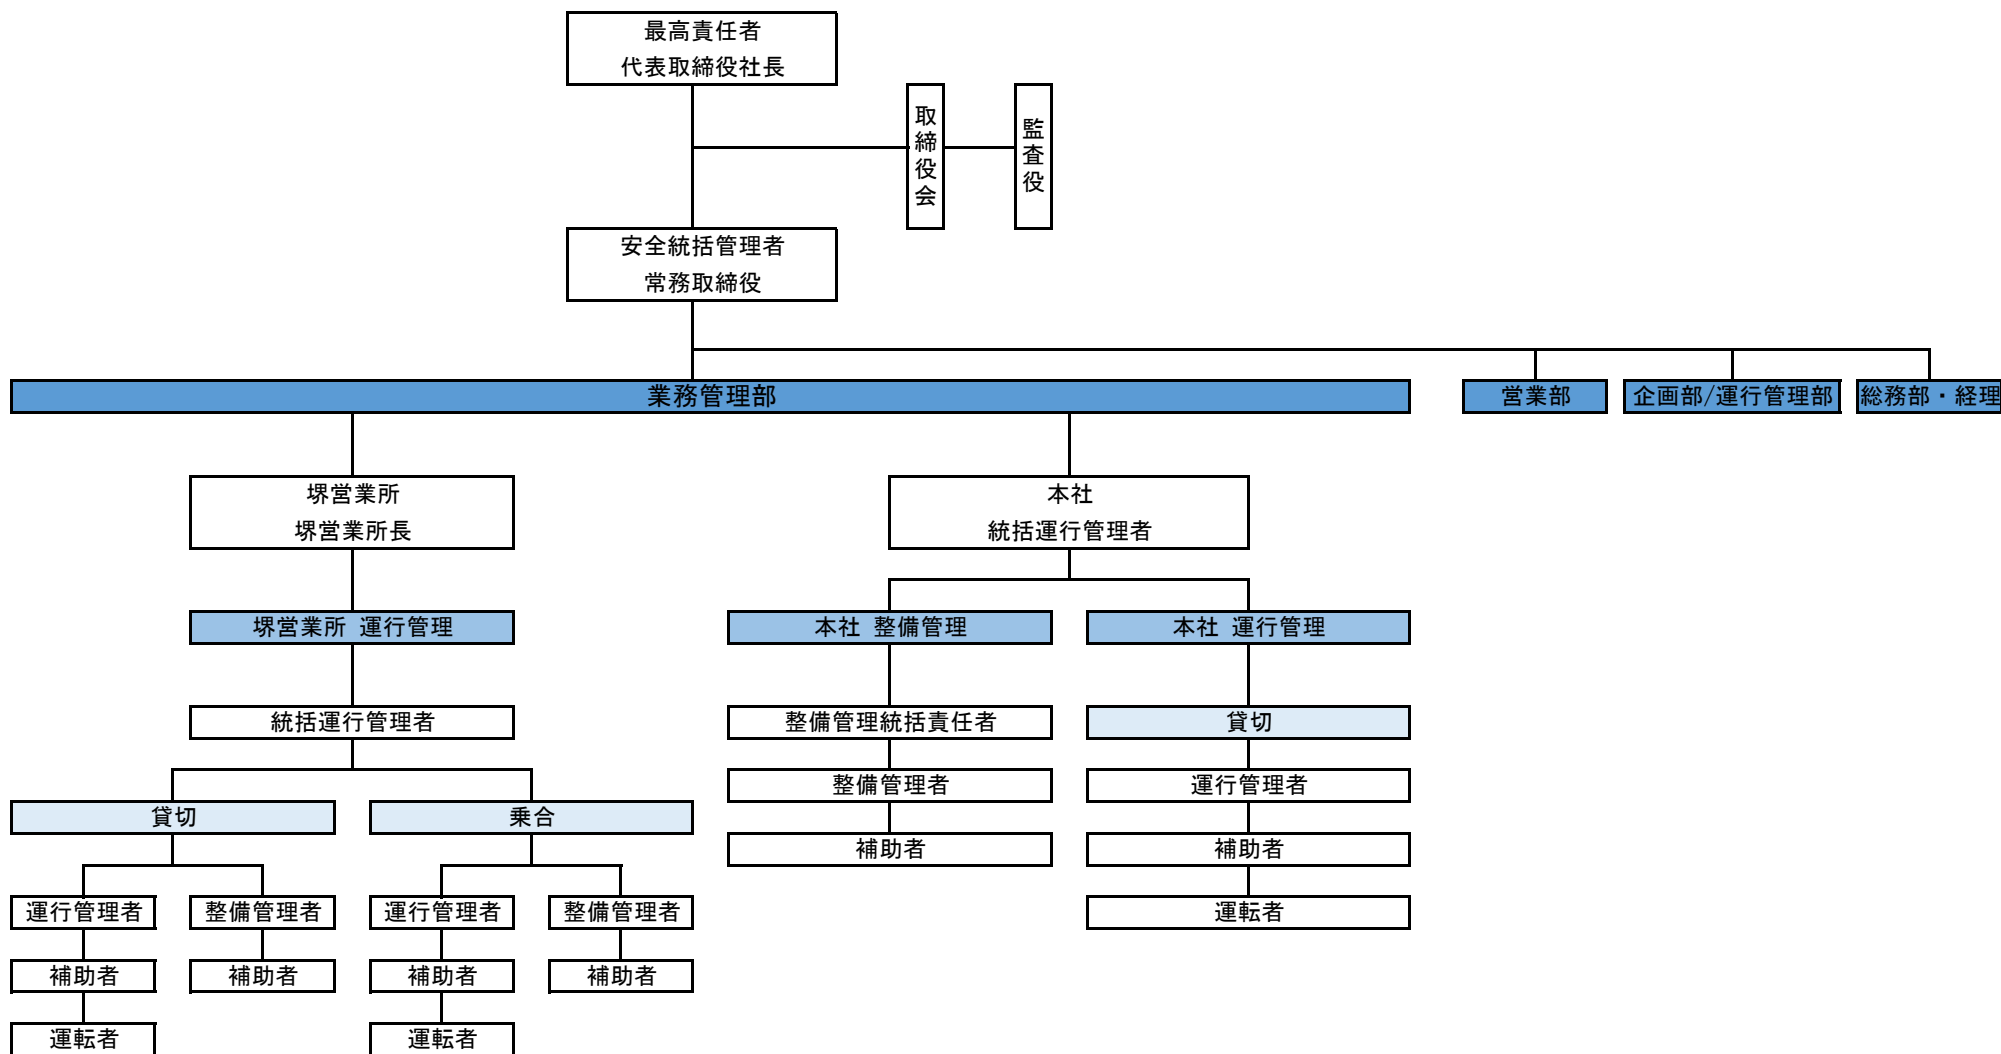 最高責任者
代表取締役社長
取締役会
監査役
安全統括管理者
常務取締役
業務管理部
営業部
企画部/運行管理部
総務部・経理
堺営業所
堺営業所長
本社
統括運行管理者
堺営業所 運行管理
本社 整備管理
本社 運行管理
統括運行管理者
整備管理統括責任者
貸切
整備管理者
運行管理者
貸切
乗合
補助者
補助者
運行管理者
整備管理者
運行管理者
整備管理者
運転者
補助者
補助者
補助者
補助者
運転者
運転者